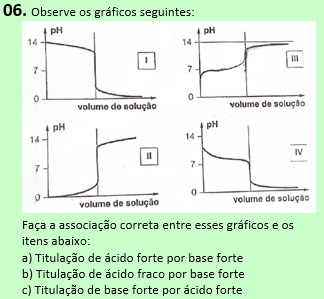 06. Observe os gráficos seguintes:
pH
14
7
0
I
volume de solução
pH
14
7
0
III
volume de solução
pH
14
7
0
II
volume de solução
pH
14
7
0
IV
volume de solução
Faça a associação correta entre esses gráficos e os
itens abaixo:
a) Titulação de ácido forte por base forte
b) Titulação de ácido fraco por base forte
c) Titulação de base forte por ácido forte